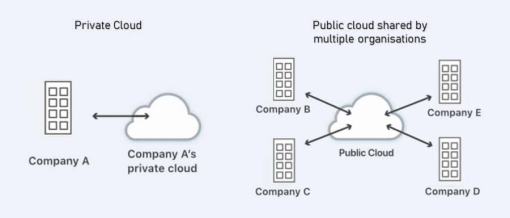 Private Cloud
Public cloud shared by
multiple organisations
Company A
Company A's
private cloud
Company B
Company E
Public Cloud
Company C
Company D